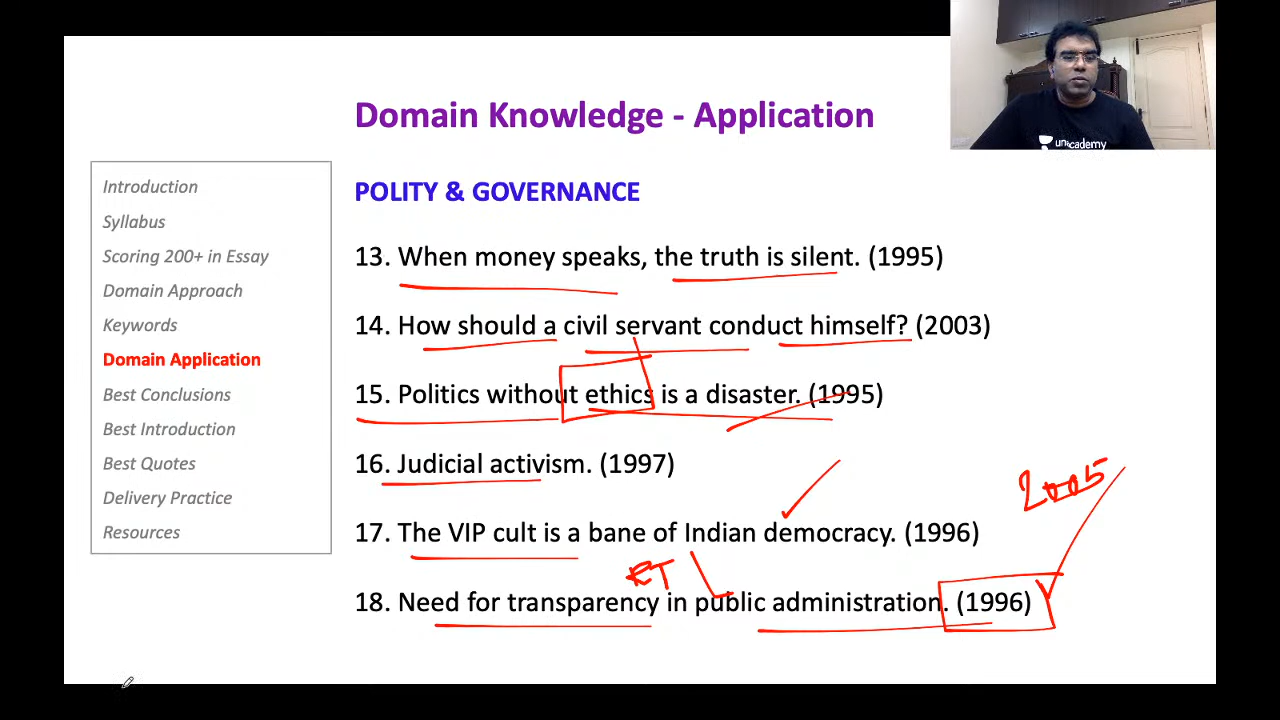 unacademy
Domain Knowledge - Application
Introduction
Syllabus
Scoring 200+ in Essay
Domain Approach
Keywords
Domain Application
Best Conclusions
Best Introduction
Best Quotes
Delivery Practice
Resources
POLITY & GOVERNANCE
13. When money speaks, the truth is silent. (1995)
14. How should a civil servant conduct himself? (2003)
15. Politics without ethics is a disaster. (1995)
16. Judicial activism. (1997)
2005
17. The VIP cult is a bane of Indian democracy. (1996)
18. Need for transparency in public administration. (1996)